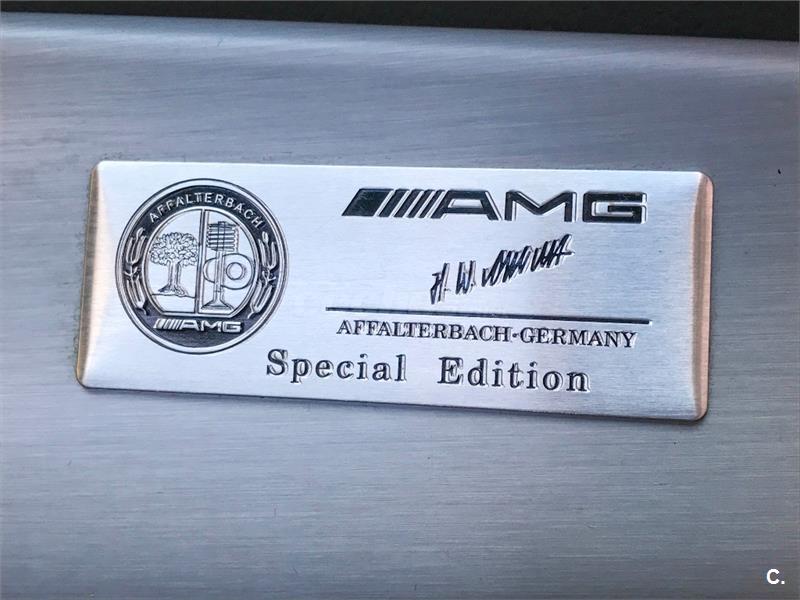 AFFALTERBACH
AMG
AMG
AFFALTERBACH-GERMANY
Special Edition
C.